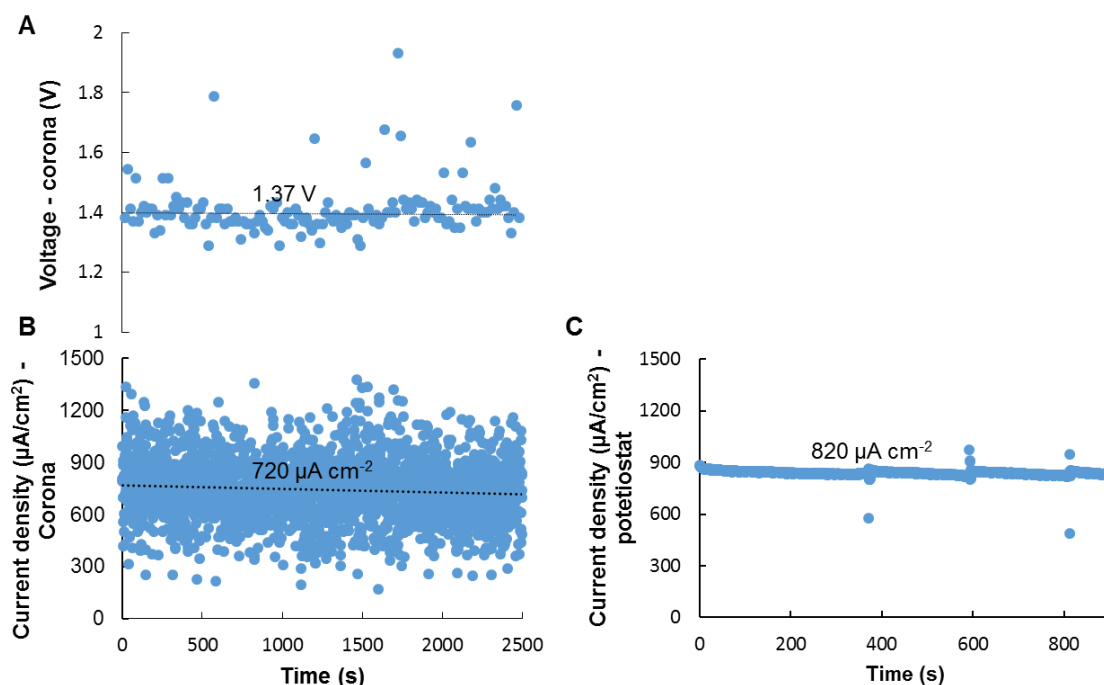 A
Voltage - corona (V)
2
1.8
1.6
1.4
1.2
1
1.37 V
B
Current density (µA/cm²) -
Corona
1500
1200
900
600
300
0
720 µA cm⁻²
0 500 1000 1500 2000 2500
Time (s)
C
Current density (µA/cm²) -
potetiostat
1500
1200
900
600
300
0
820 µA cm⁻²
0 200 400 600 800
Time (s)